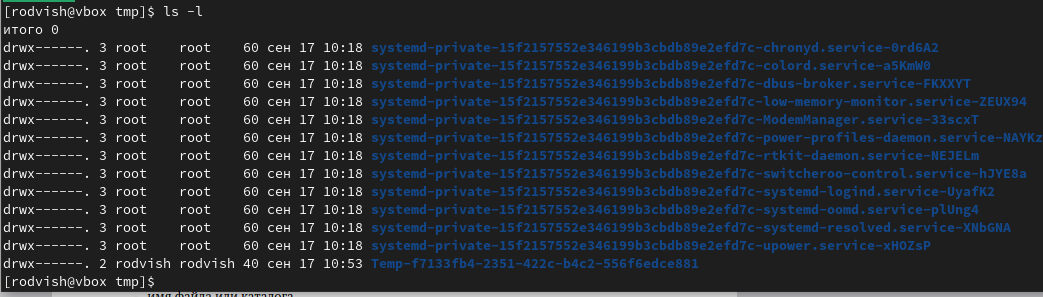 [rodvish@vbox tmp]$ ls -l
итого 0
drwx------. 3 root    root    60 сен 17 10:18 systemd-private-15f2157552e346199b3cbdb89e2efd7c-chronyd.service-0rd6A2
drwx------. 3 root    root    60 сен 17 10:18 systemd-private-15f2157552e346199b3cbdb89e2efd7c-colord.service-a5KmW0
drwx------. 3 root    root    60 сен 17 10:18 systemd-private-15f2157552e346199b3cbdb89e2efd7c-dbus-broker.service-FKXXYT
drwx------. 3 root    root    60 сен 17 10:18 systemd-private-15f2157552e346199b3cbdb89e2efd7c-low-memory-monitor.service-ZEUX94
drwx------. 3 root    root    60 сен 17 10:18 systemd-private-15f2157552e346199b3cbdb89e2efd7c-ModemManager.service-33scxT
drwx------. 3 root    root    60 сен 17 10:18 systemd-private-15f2157552e346199b3cbdb89e2efd7c-power-profiles-daemon.service-NAYKz
drwx------. 3 root    root    60 сен 17 10:18 systemd-private-15f2157552e346199b3cbdb89e2efd7c-rtkit-daemon.service-NEJELm
drwx------. 3 root    root    60 сен 17 10:18 systemd-private-15f2157552e346199b3cbdb89e2efd7c-switcheroo-control.service-hJYE8a
drwx------. 3 root    root    60 сен 17 10:18 systemd-private-15f2157552e346199b3cbdb89e2efd7c-systemd-logind.service-UyafK2
drwx------. 3 root    root    60 сен 17 10:18 systemd-private-15f2157552e346199b3cbdb89e2efd7c-systemd-oomd.service-plUng4
drwx------. 3 root    root    60 сен 17 10:18 systemd-private-15f2157552e346199b3cbdb89e2efd7c-systemd-resolved.service-XNbGNA
drwx------. 3 root    root    60 сен 17 10:18 systemd-private-15f2157552e346199b3cbdb89e2efd7c-upower.service-xHOZsP
drwx------. 2 rodvish rodvish 40 сен 17 10:53 Temp-f7133fb4-2351-422c-b4c2-556f6edce881
[rodvish@vbox tmp]$
имя файла или каталога